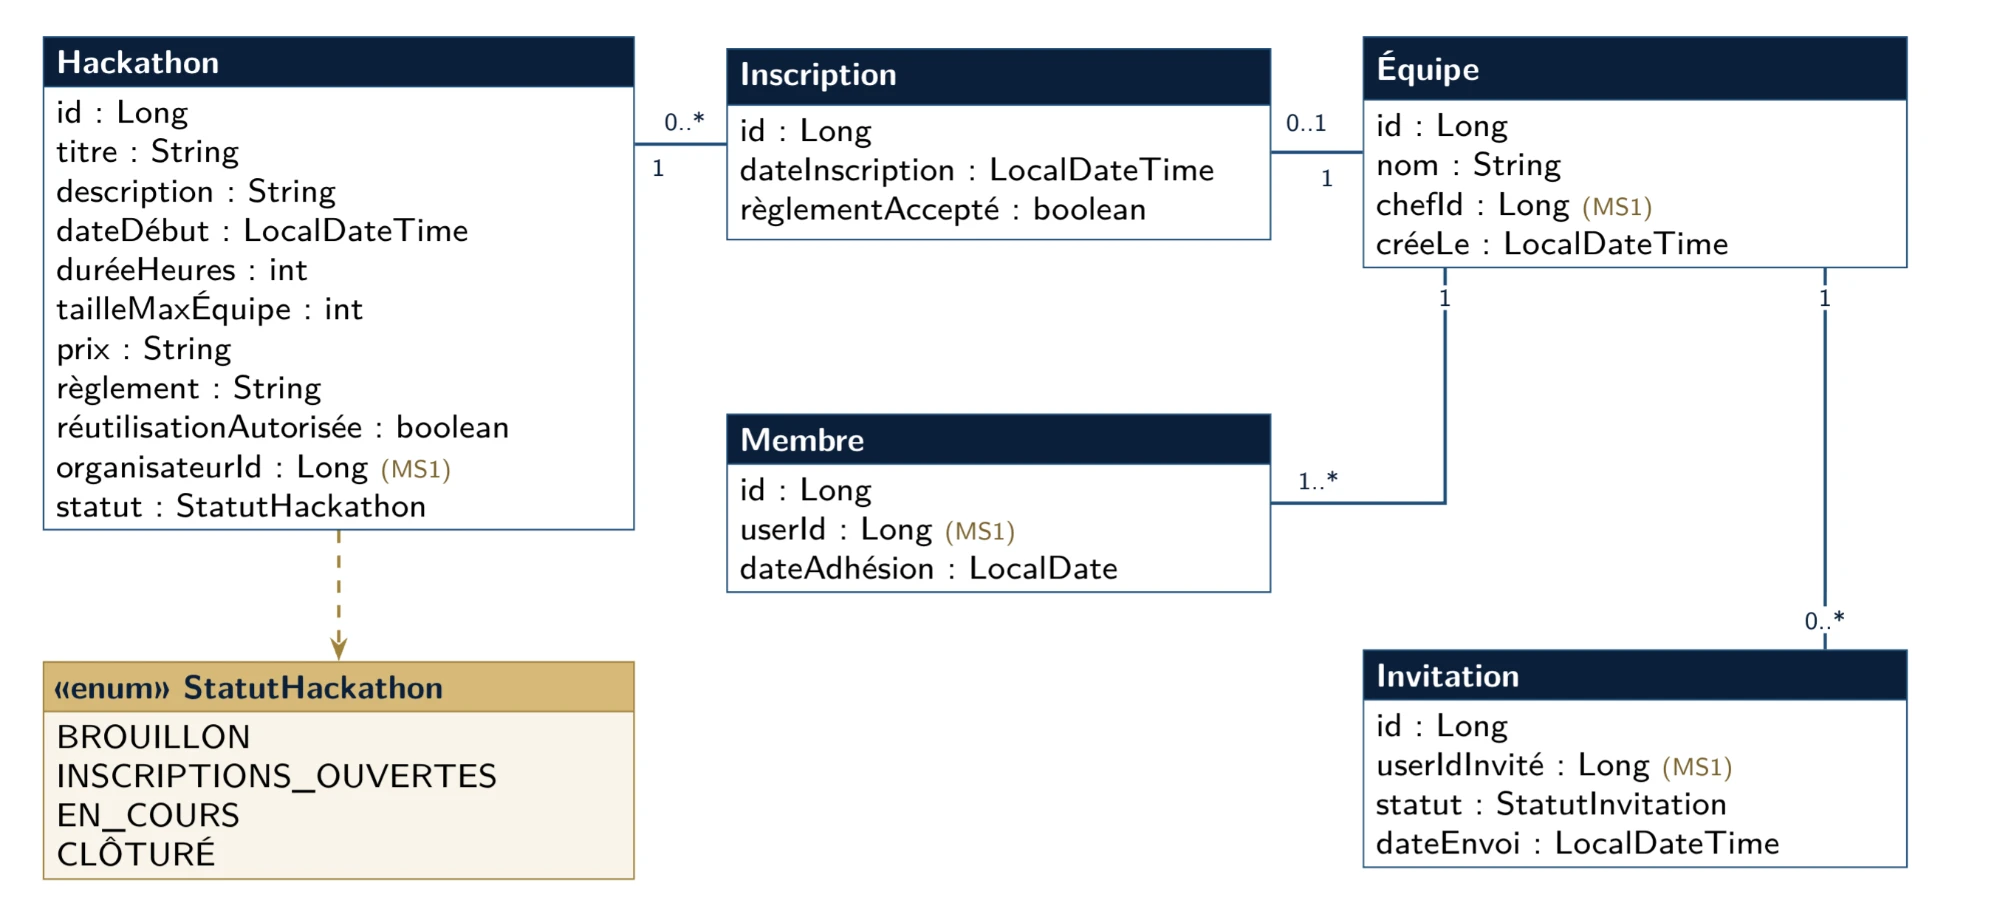 Hackathon
id : Long
titre : String
description : String
dateDébut : LocalDateTime
duréeHeures : int
tailleMaxÉquipe : int
prix : String
règlement : String
réutilisationAutorisée : boolean
organisateurId : Long (MS1)
statut : StatutHackathon
0..*
1
Inscription
id : Long
dateInscription : LocalDateTime
règlementAccepté : boolean
0..1
1
Équipe
id : Long
nom : String
chefId : Long (MS1)
crééLe : LocalDateTime
1
1
Membre
id : Long
userId : Long (MS1)
dateAdhésion : LocalDate
1..*
0..*
«enum» StatutHackathon
BROUILLON
INSCRIPTIONS_OUVERTES
EN_COURS
CLÔTURÉ
Invitation
id : Long
userIdInvité : Long (MS1)
statut : StatutInvitation
dateEnvoi : LocalDateTime